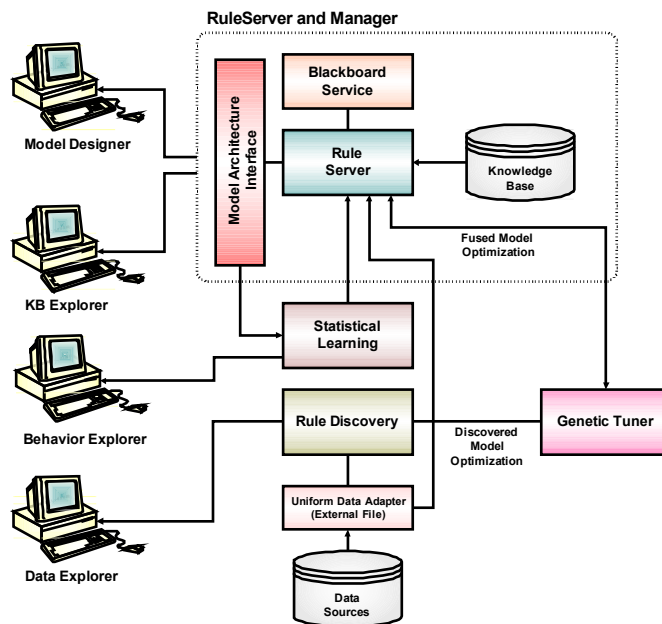 RuleServer and Manager
Blackboard
Service
Model Architecture
Interface
Rule
Server
Knowledge
Base
Model Designer
Fused Model
Optimization
KB Explorer
Statistical
Learning
Behavior Explorer
Rule Discovery
Discovered
Model
Optimization
Genetic Tuner
Uniform Data Adapter
(External File)
Data Explorer
Data
Sources